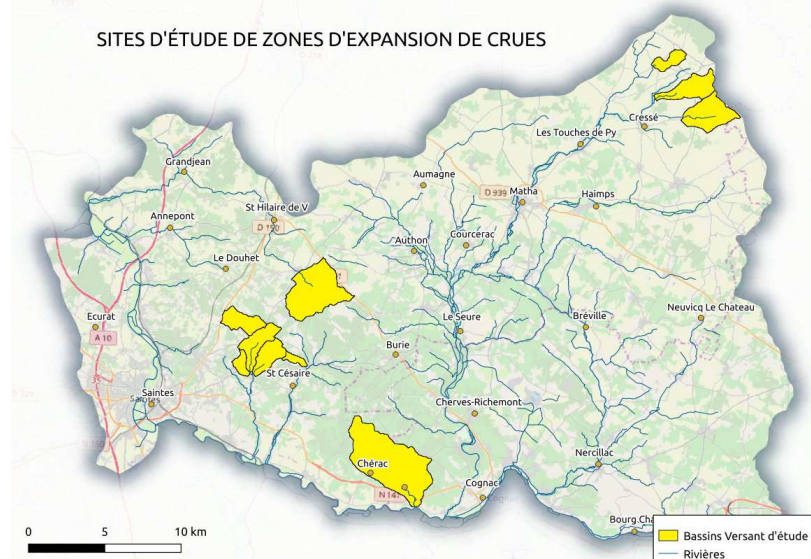 SITES D'ÉTUDE DE ZONES D'EXPANSION DE CRUES
Cressé
Les Touches de Py
Grandjean
Aumagne
D 939
Matha
Haimps
Annepont
St Hilaire de V
D 150
Authon
Courcerac
Le Douhet
Ecurat
A 10
Le Seure
Bréville
Neuvicq Le Chateau
Burie
St Césaire
Saintes
Saintes
Cherves-Richemont
Chérac
N 141
Cognac
Nercillac
Bourg Cha
0 5 10 km
Bassins Versant d'étude
Rivières